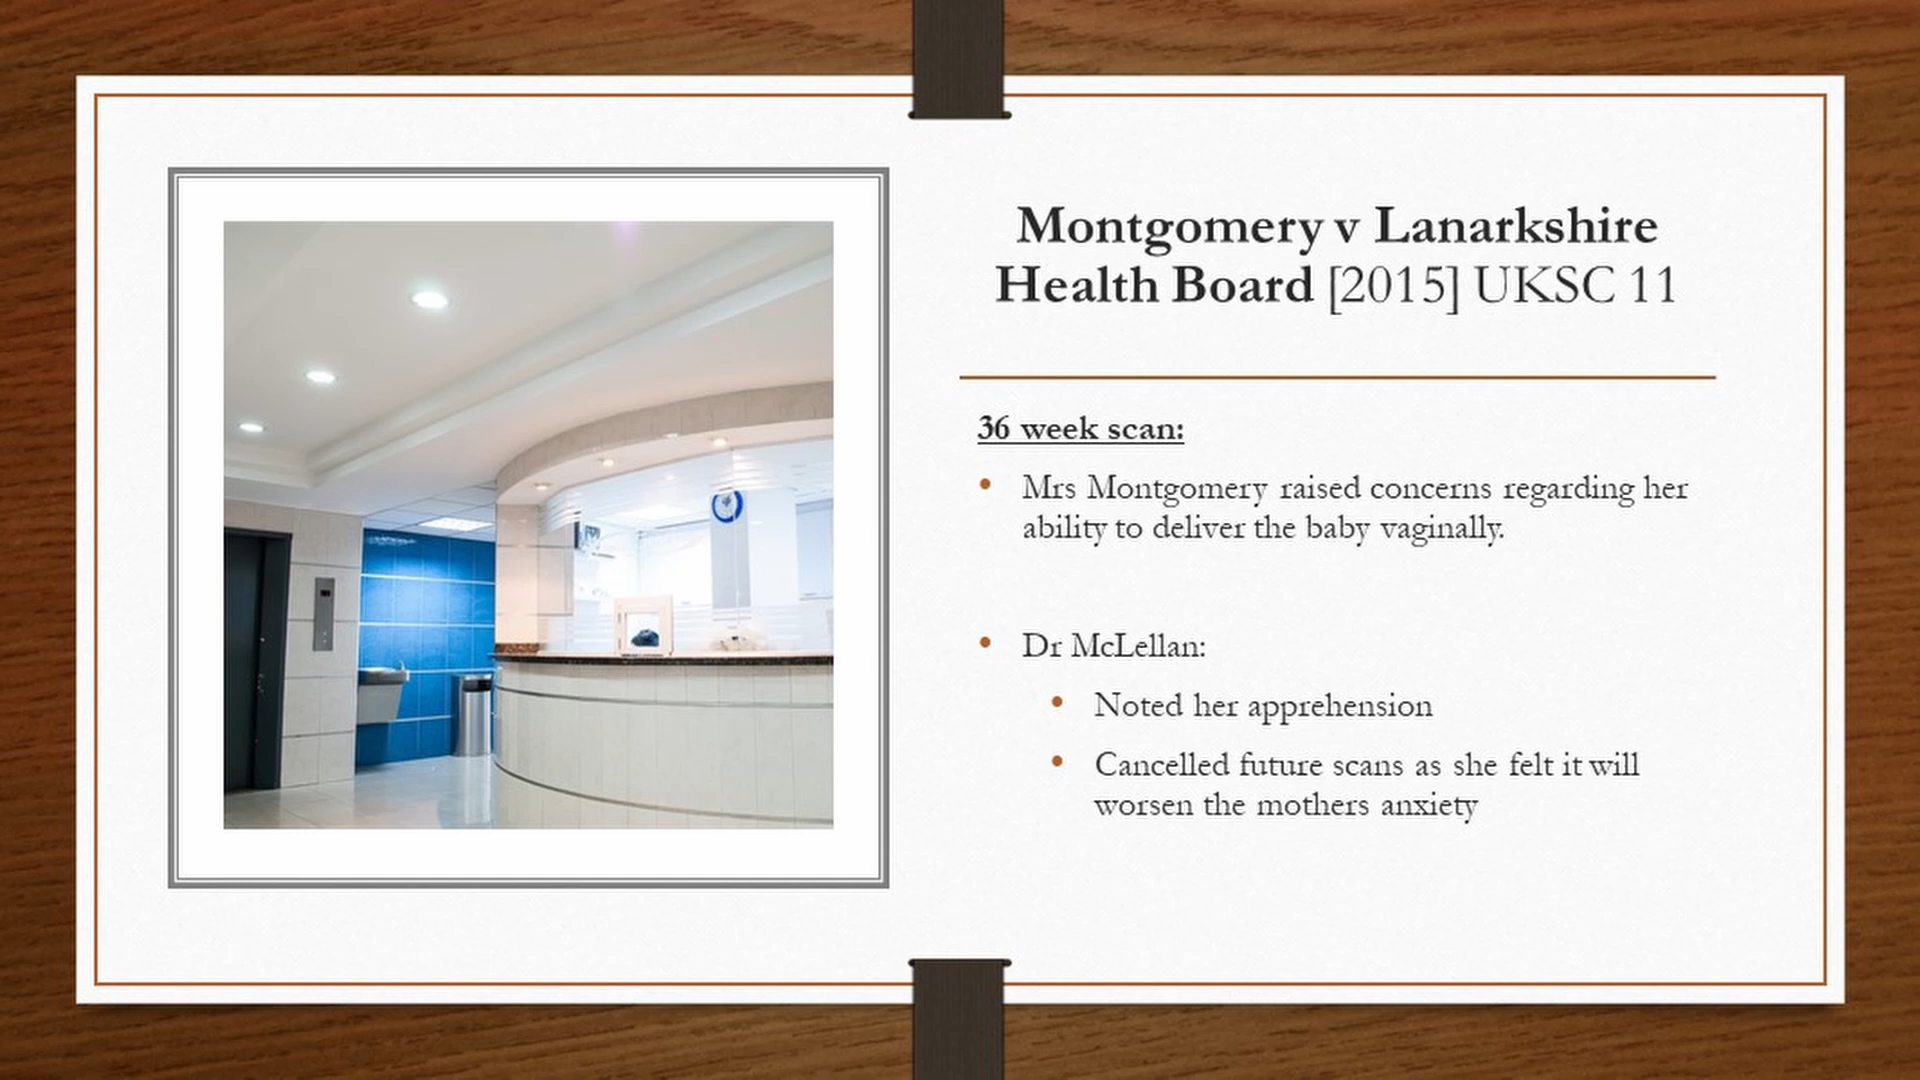 Montgomery v Lanarkshire
Health Board [2015] UKSC 11
36 week scan:
• Mrs Montgomery raised concerns regarding her
ability to deliver the baby vaginally.
• Dr McLellan:
• Noted her apprehension
• Cancelled future scans as she felt it will
worsen the mothers anxiety